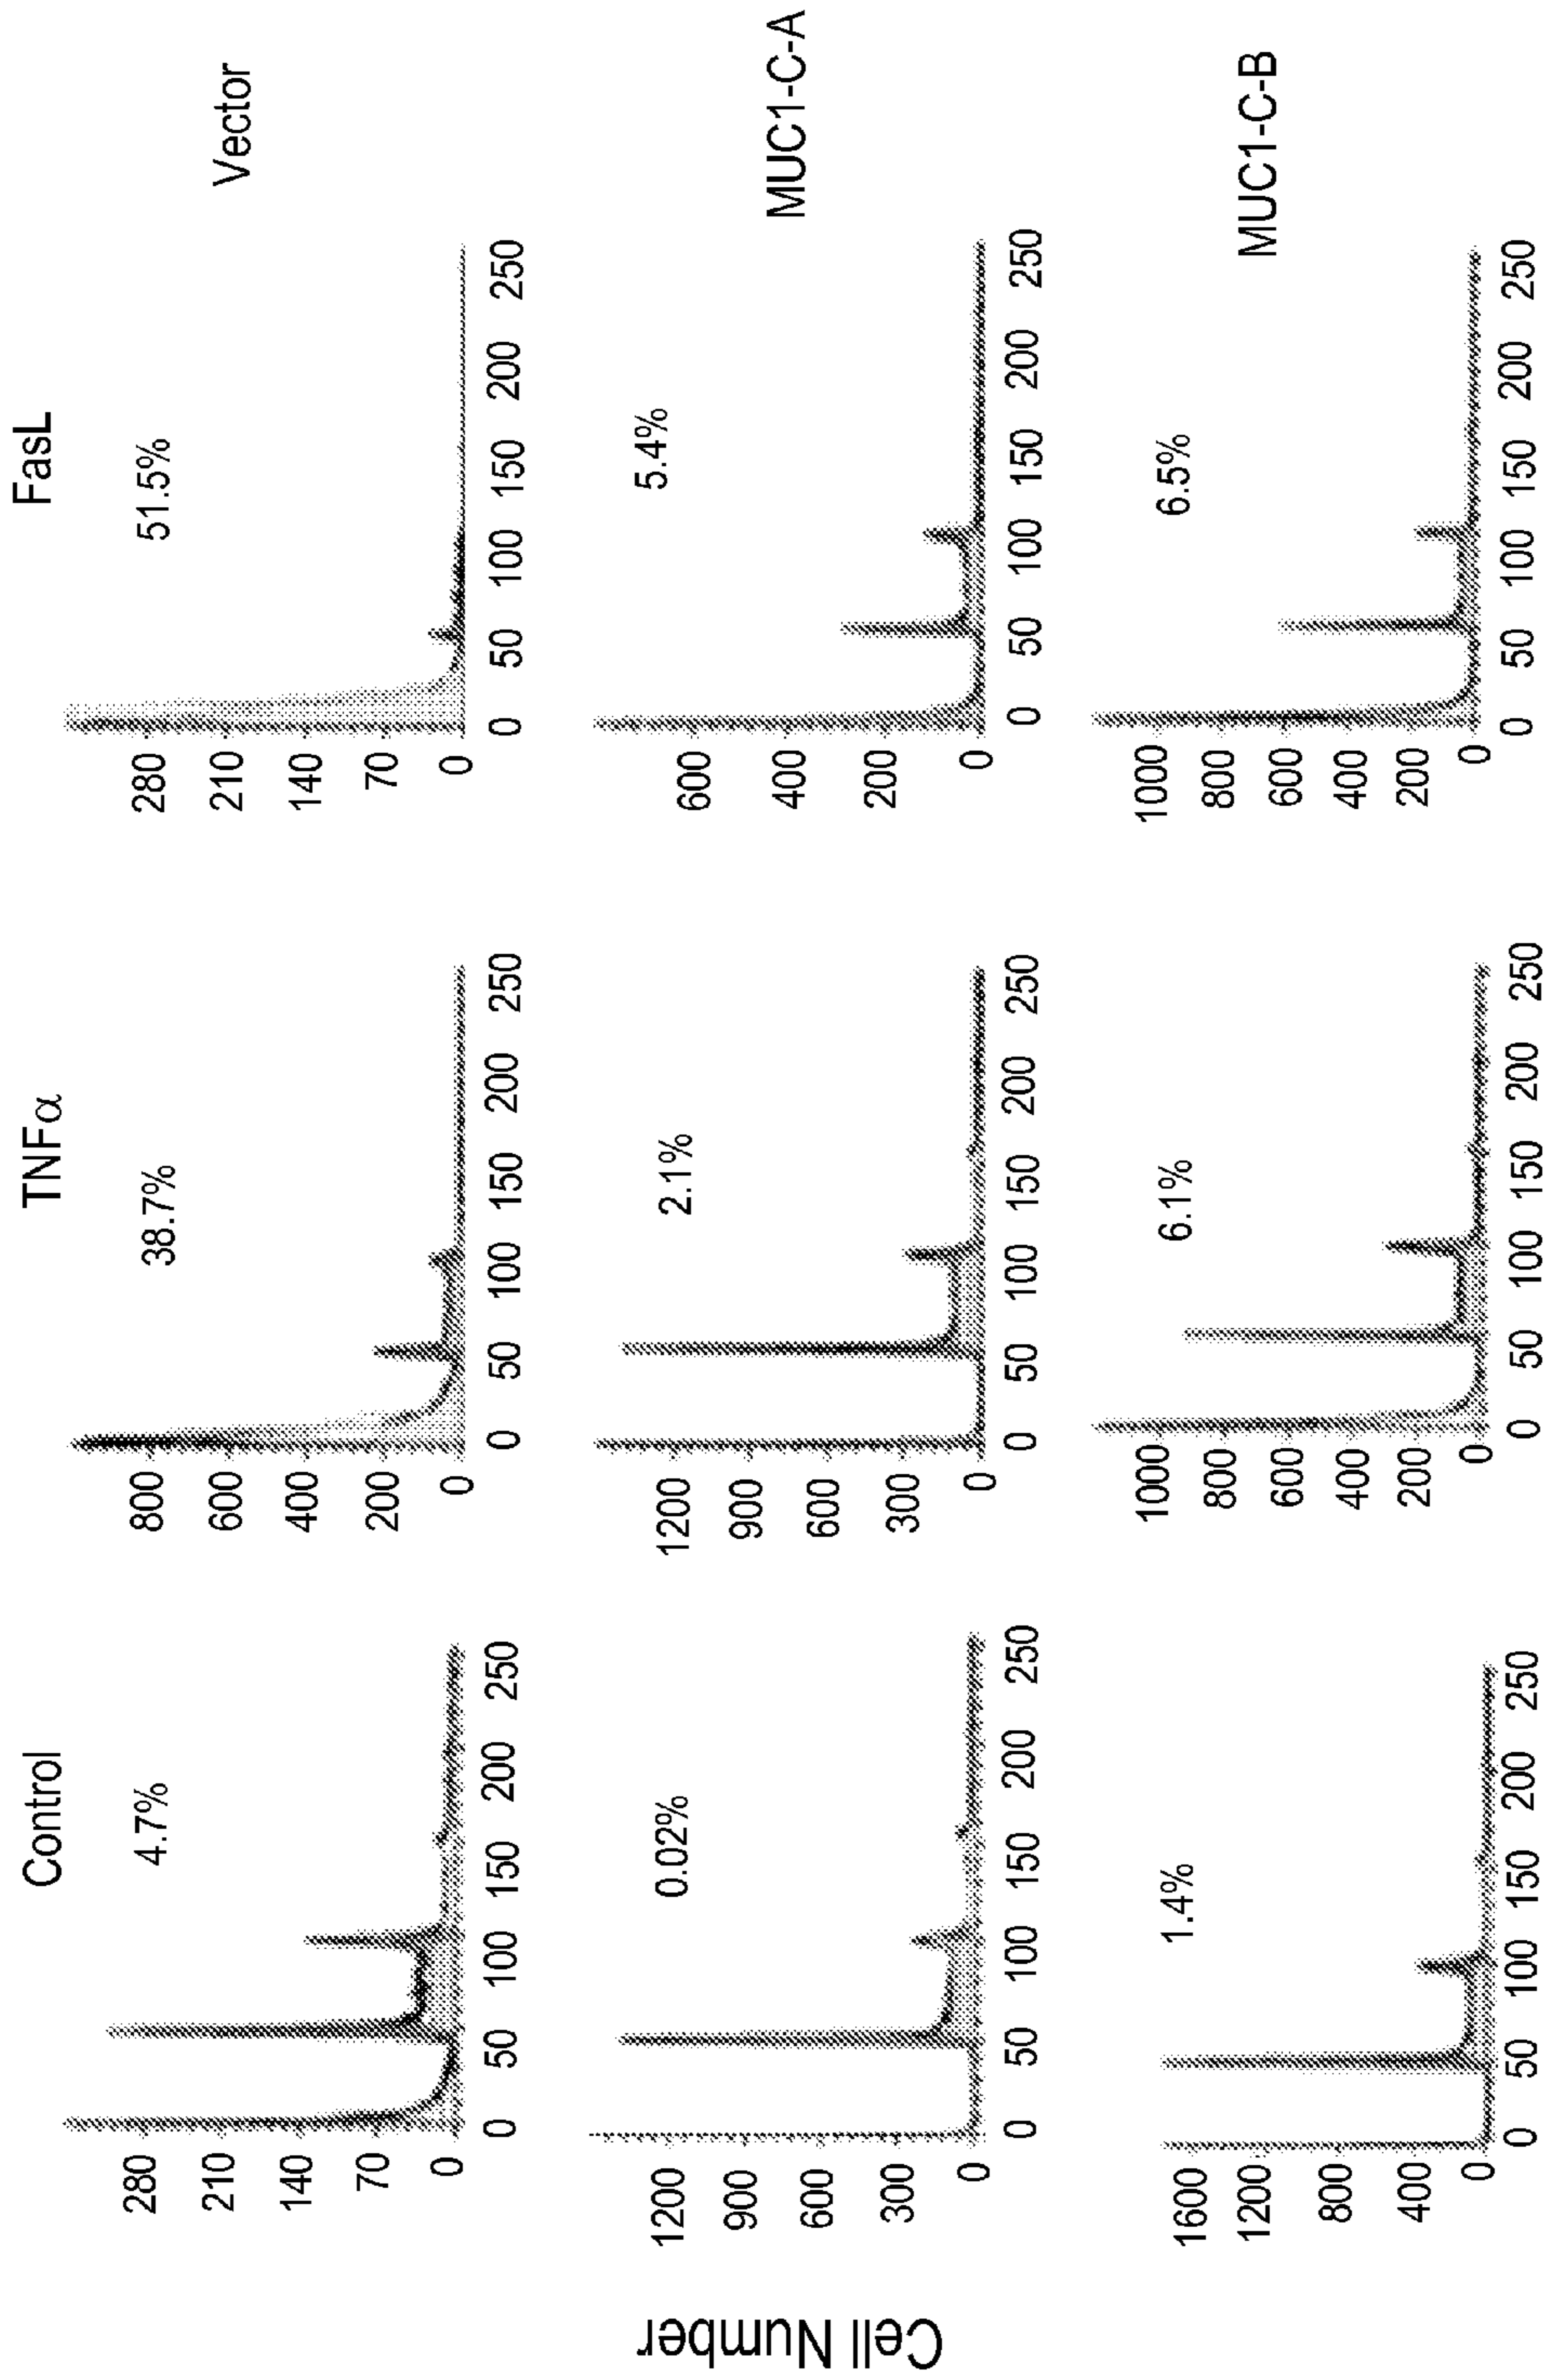 Control TNFα FasL
4.7% 38.7% 51.5% Vector
280 800 280
210 600 210
140 400 140
70 200 70
0 0 0
0 50 100 150 200 250 0 50 100 150 200 250 0 50 100 150 200 250
0.02% 2.1% 5.4% MUC1-C-A
Cell Number
1200 1200 600
900 900 400
600 600 200
300 300 0
0 0
0 50 100 150 200 250 0 50 100 150 200 250 0 50 100 150 200 250
1.4% 6.1% 6.5% MUC1-C-B
1600 1000 1000
1200 800 800
800 600 600
400 400 400
0 200 200
0 0
0 50 100 150 200 250 0 50 100 150 200 250 0 50 100 150 200 250